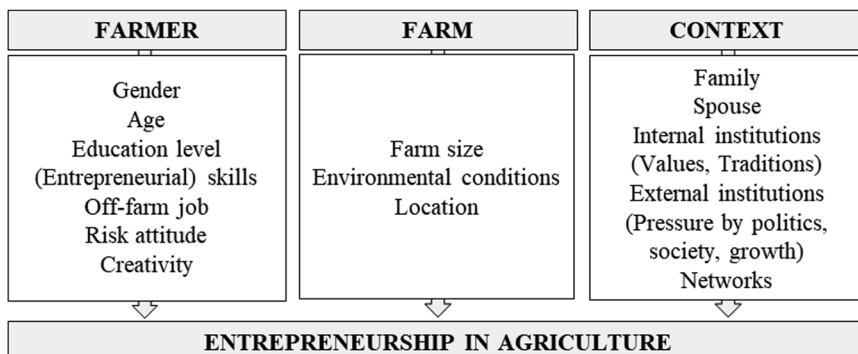 FARMER
Gender
Age
Education level
(Entrepreneurial) skills
Off-farm job
Risk attitude
Creativity
FARM
Farm size
Environmental conditions
Location
CONTEXT
Family
Spouse
Internal institutions
(Values, Traditions)
External institutions
(Pressure by politics,
society, growth)
Networks
ENTREPRENEURSHIP IN AGRICULTURE